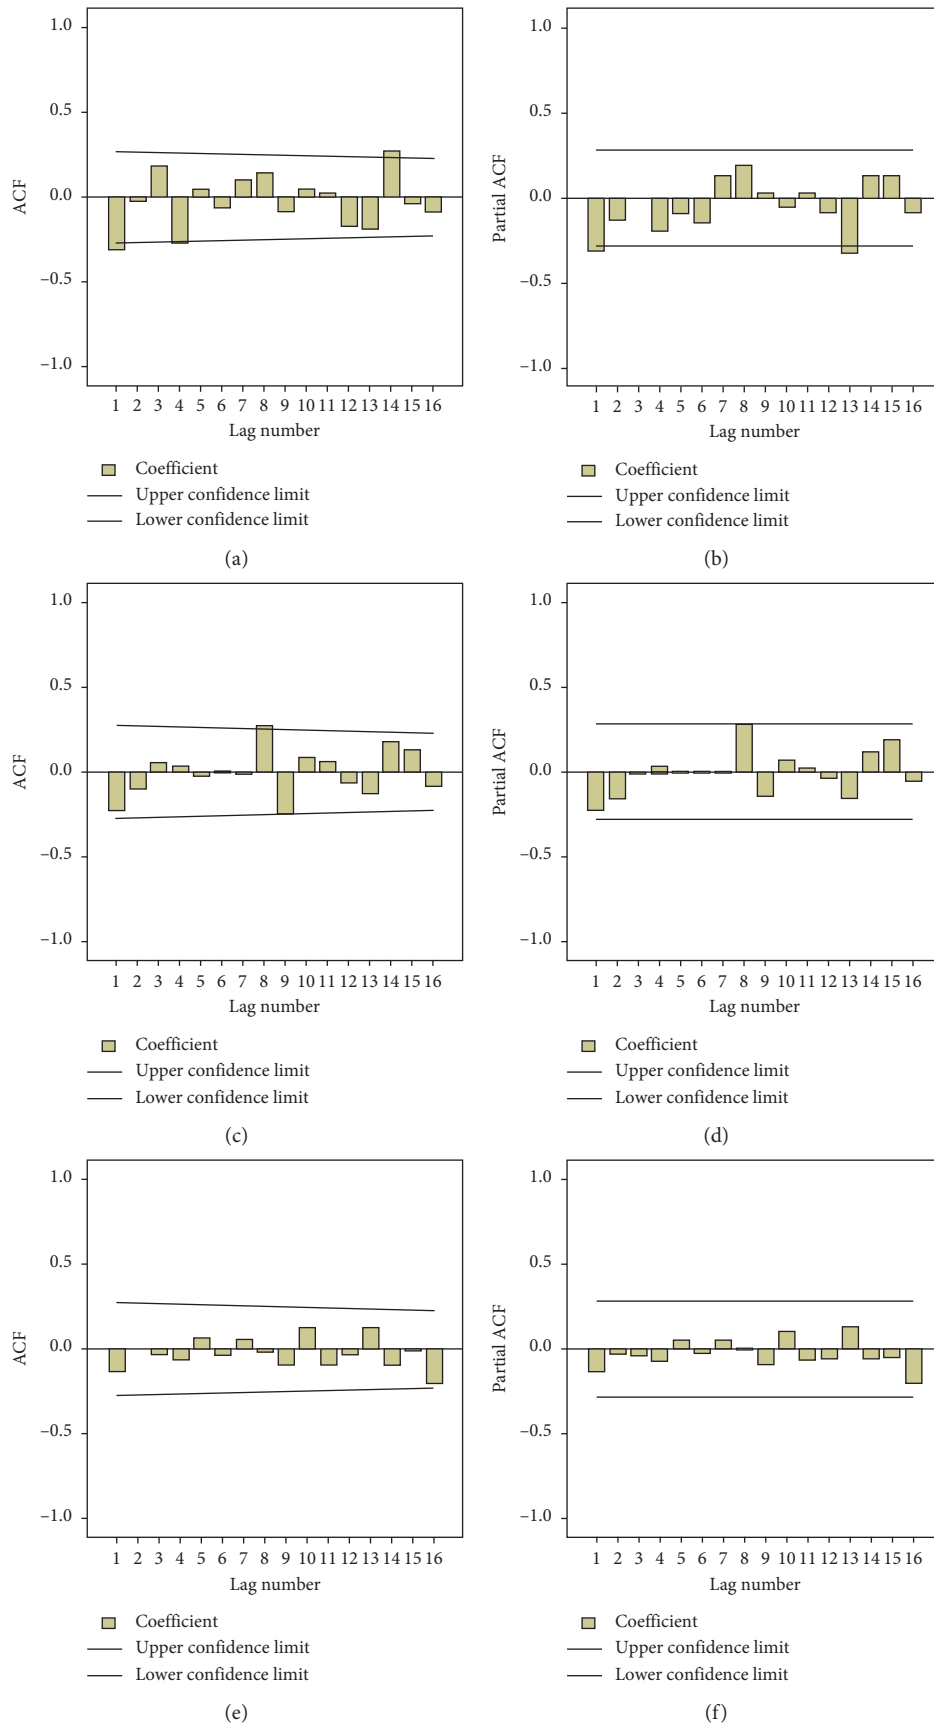 1.0
0.5
0.0
–0.5
–1.0
ACF
1 2 3 4 5 6 7 8 9 10 11 12 13 14 15 16
Lag number
Coefficient
Upper confidence limit
Lower confidence limit
(a)
1.0
0.5
0.0
–0.5
–1.0
Partial ACF
1 2 3 4 5 6 7 8 9 10 11 12 13 14 15 16
Lag number
Coefficient
Upper confidence limit
Lower confidence limit
(b)
1.0
0.5
0.0
–0.5
–1.0
ACF
1 2 3 4 5 6 7 8 9 10 11 12 13 14 15 16
Lag number
Coefficient
Upper confidence limit
Lower confidence limit
(c)
1.0
0.5
0.0
–0.5
–1.0
Partial ACF
1 2 3 4 5 6 7 8 9 10 11 12 13 14 15 16
Lag number
Coefficient
Upper confidence limit
Lower confidence limit
(d)
1.0
0.5
0.0
–0.5
–1.0
ACF
1 2 3 4 5 6 7 8 9 10 11 12 13 14 15 16
Lag number
Coefficient
Upper confidence limit
Lower confidence limit
(e)
1.0
0.5
0.0
–0.5
–1.0
Partial ACF
1 2 3 4 5 6 7 8 9 10 11 12 13 14 15 16
Lag number
Coefficient
Upper confidence limit
Lower confidence limit
(f)